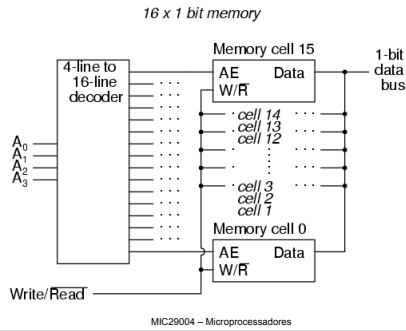 16 x 1 bit memory
Memory cell 15
4-line to
16-line
decoder
AE Data
W/R̅
1-bit
data
bus
cell 14
cell 13
cell 12
A₀
A₁
A₂
A₃
cell 3
cell 2
cell 1
Memory cell 0
AE Data
W/R̅
Write/R̅e̅a̅d̅
MIC29004 – Microprocessadores